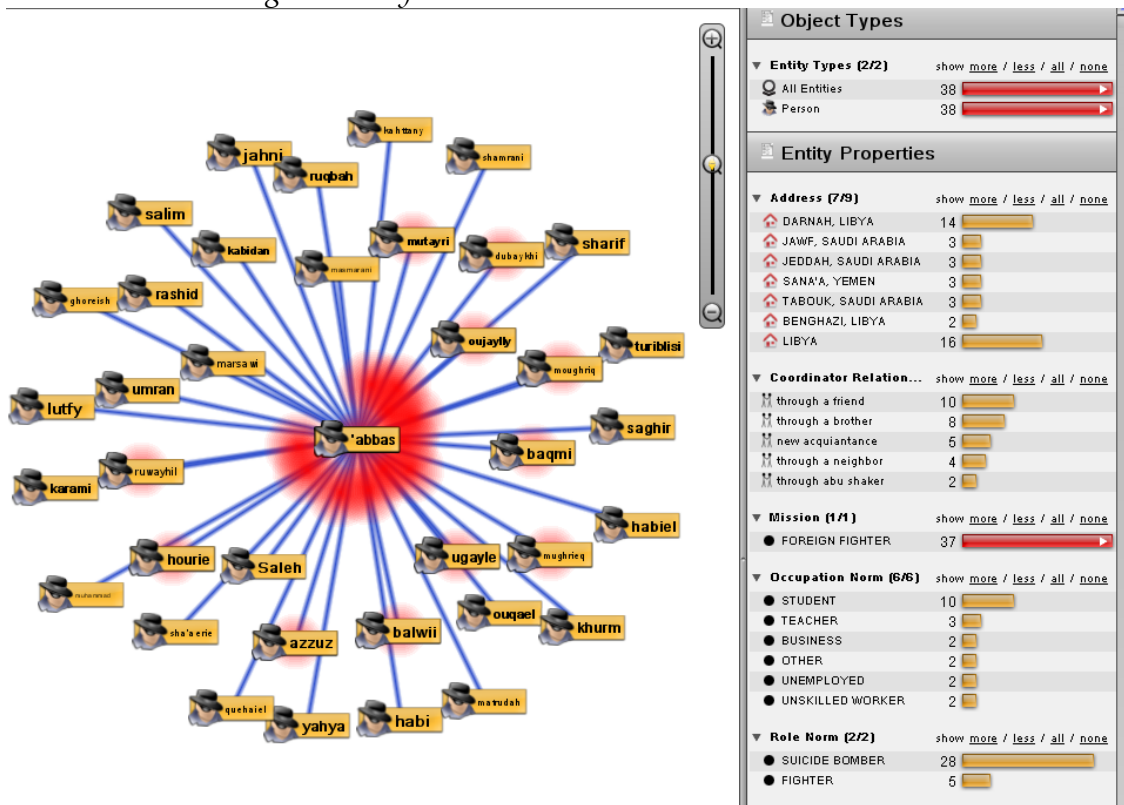 kahttany
jahni
shamrani
ruqbah
salim
mutayri
sharif
kabidan
dubaykhi
masmarani
rashid
ghoreish
oujaylly
turiblisi
marsawi
moughriq
umran
lutfy
saghir
'abbas
baqmi
ruwayhil
karami
habiel
hourie
ugayle
mughrieq
Saleh
muhammad
ouqael
khurm
sha'aerie
balwii
azzuz
quehaiel
matrudah
yahya
habi
Object Types
Entity Types (2/2) show more / less / all / none
All Entities 38
Person 38
Entity Properties
Address (7/9) show more / less / all / none
DARNAH, LIBYA 14
JAWF, SAUDI ARABIA 3
JEDDAH, SAUDI ARABIA 3
SANA'A, YEMEN 3
TABOUK, SAUDI ARABIA 3
BENGHAZI, LIBYA 2
LIBYA 16
Coordinator Relation... show more / less / all / none
through a friend 10
through a brother 8
new acquiantance 5
through a neighbor 4
through abu shaker 2
Mission (1/1) show more / less / all / none
FOREIGN FIGHTER 37
Occupation Norm (6/6) show more / less / all / none
STUDENT 10
TEACHER 3
BUSINESS 2
OTHER 2
UNEMPLOYED 2
UNSKILLED WORKER 2
Role Norm (2/2) show more / less / all / none
SUICIDE BOMBER 28
FIGHTER 5